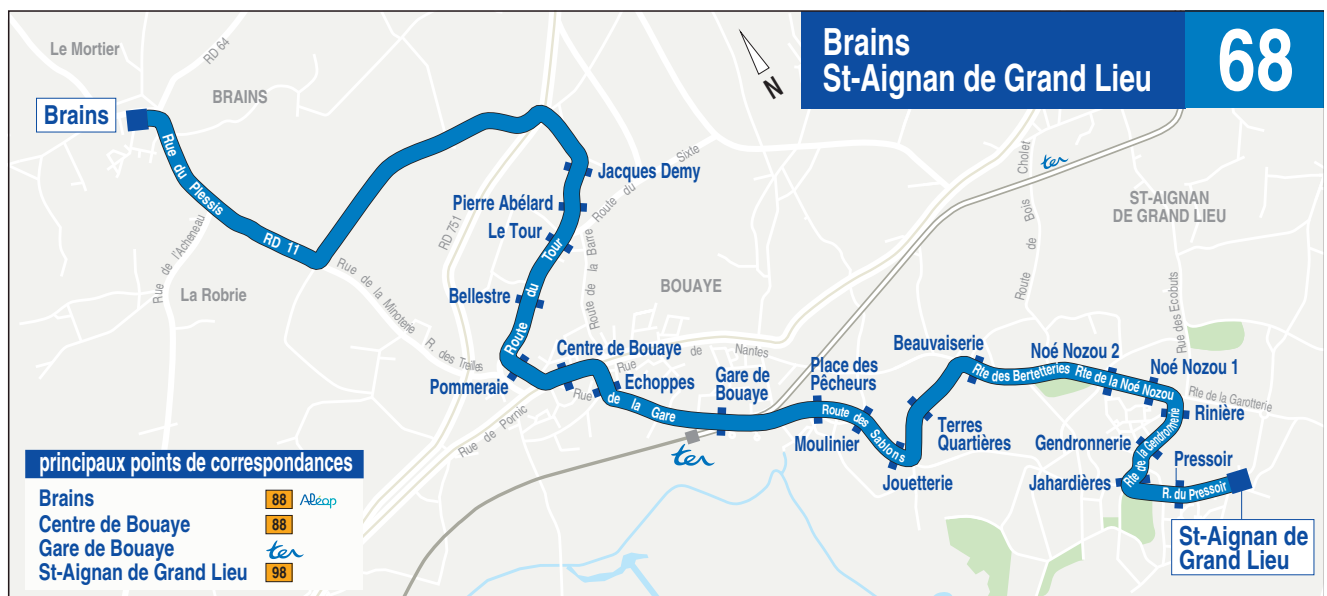 Brains
St-Aignan de Grand Lieu
68
Le Mortier
RD 64
BRAINS
Brains
Rue du Plessis
RD 11
Rue de l'Acheneau
La Robrie
Rue de la Minoterie
R. des Treilles
RD 751
N
Jacques Demy
Pierre Abélard
Le Tour
Bellestre
Route du Tour
Pommeraie
Route de la Barre
Route du Sixte
BOUAYE
Centre de Bouaye
Rue de Nantes
Echoppes
Rue de la Gare
Rue de Pornic
Gare de
Bouaye
ter
Place des
Pêcheurs
Moulinier
Route des Sablons
Jouetterie
Terres
Quartières
Beauvaiserie
Rte des Bertetteries
Noé Nozou 2
Rte de la Noé Nozou
Noé Nozou 1
Rinière
Rte de la Garotterie
Rue des Ecobuts
Route de Bois Cholet
ter
ST-AIGNAN
DE GRAND LIEU
Gendronnerie
Rte de la Gendronnerie
Jahardières
Pressoir
R. du Pressoir
St-Aignan de
Grand Lieu
principaux points de correspondances
Brains 88 Aléop
Centre de Bouaye 88
Gare de Bouaye ter
St-Aignan de Grand Lieu 98